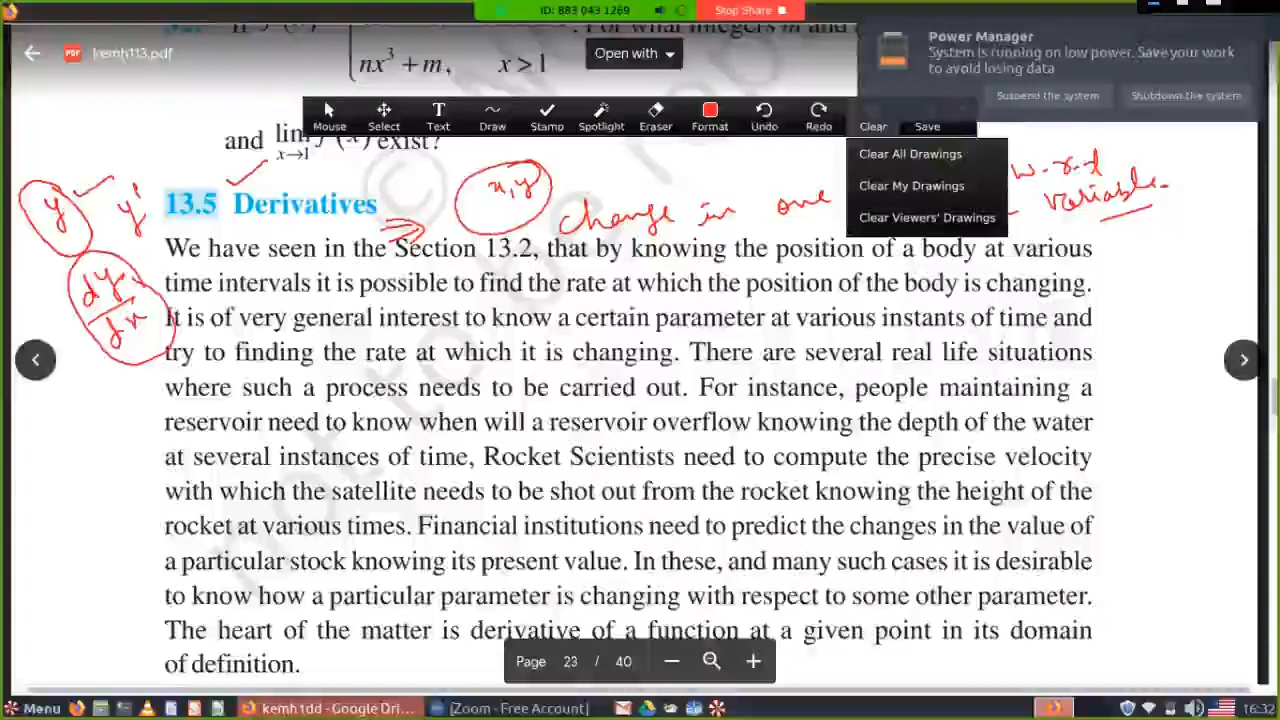 ID: 883 043 1269 Stop Share
kemh113.pdf
Open with
nx³ + m, x > 1
Power Manager
System is running on low power. Save your work
to avoid losing data
Suspend the system Shutdown the system
Mouse Select Text Draw Stamp Spotlight Eraser Format Undo Redo Clear Save
Clear All Drawings
Clear My Drawings
Clear Viewers' Drawings
and lim x→1 f (x) exist?
y y'
dy/dx
x, y
change in one
w.r.t
variable
13.5 Derivatives
We have seen in the Section 13.2, that by knowing the position of a body at various
time intervals it is possible to find the rate at which the position of the body is changing.
It is of very general interest to know a certain parameter at various instants of time and
try to finding the rate at which it is changing. There are several real life situations
where such a process needs to be carried out. For instance, people maintaining a
reservoir need to know when will a reservoir overflow knowing the depth of the water
at several instances of time, Rocket Scientists need to compute the precise velocity
with which the satellite needs to be shot out from the rocket knowing the height of the
rocket at various times. Financial institutions need to predict the changes in the value of
a particular stock knowing its present value. In these, and many such cases it is desirable
to know how a particular parameter is changing with respect to some other parameter.
The heart of the matter is derivative of a function at a given point in its domain
of definition.
Page 23 / 40
Menu kemh tdd - Google Dri... [Zoom - Free Account] 16:32